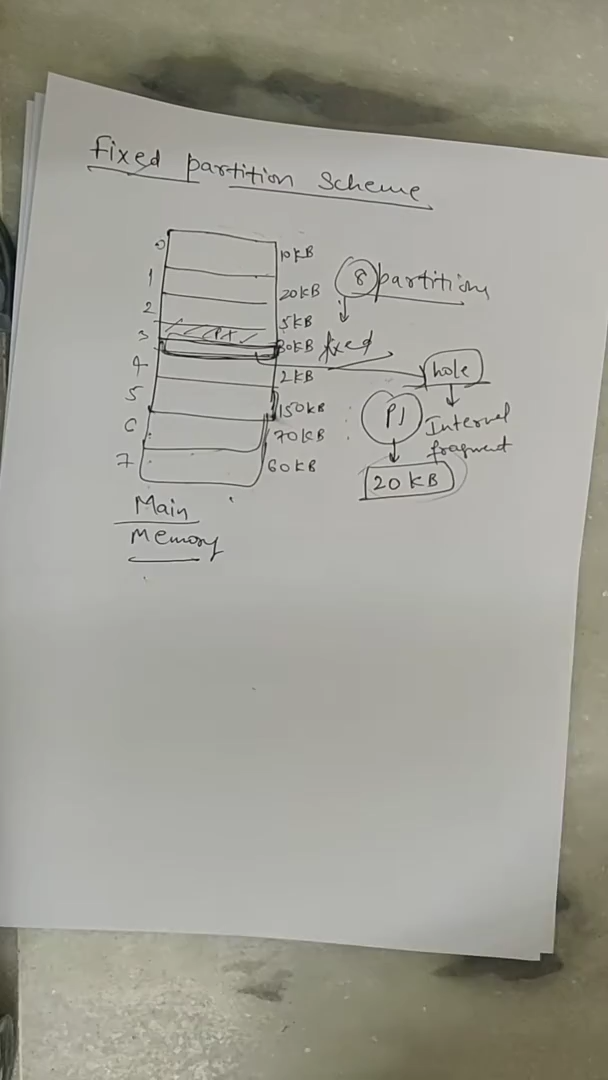 Fixed partition Scheme
0
10KB
1
20KB
8 partitions
2
5KB
3
P1
30KB
fixed
4
2KB
hole
5
150KB
P1
Internal
6
70KB
fragment
7
60KB
20 KB
Main
Memory